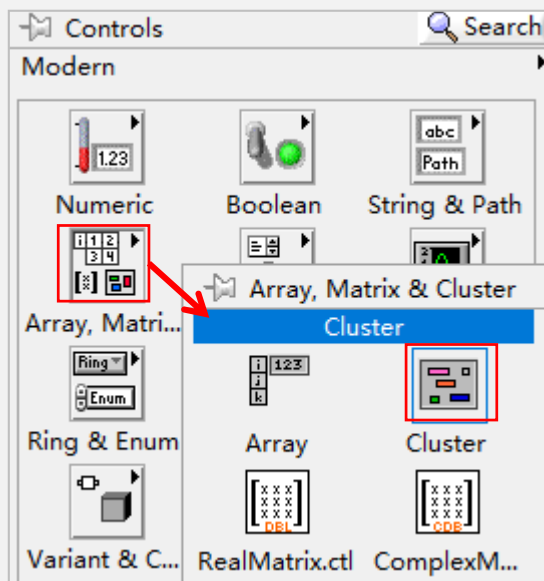 Controls
Search
Modern
1.23
abc
Path
Numeric
Boolean
String & Path
Array, Matri...
Array, Matrix & Cluster
Cluster
Ring
Enum
i 123
j
k
Ring & Enum
Array
Cluster
DBL
CDB
Variant & C...
RealMatrix.ctl
ComplexM...